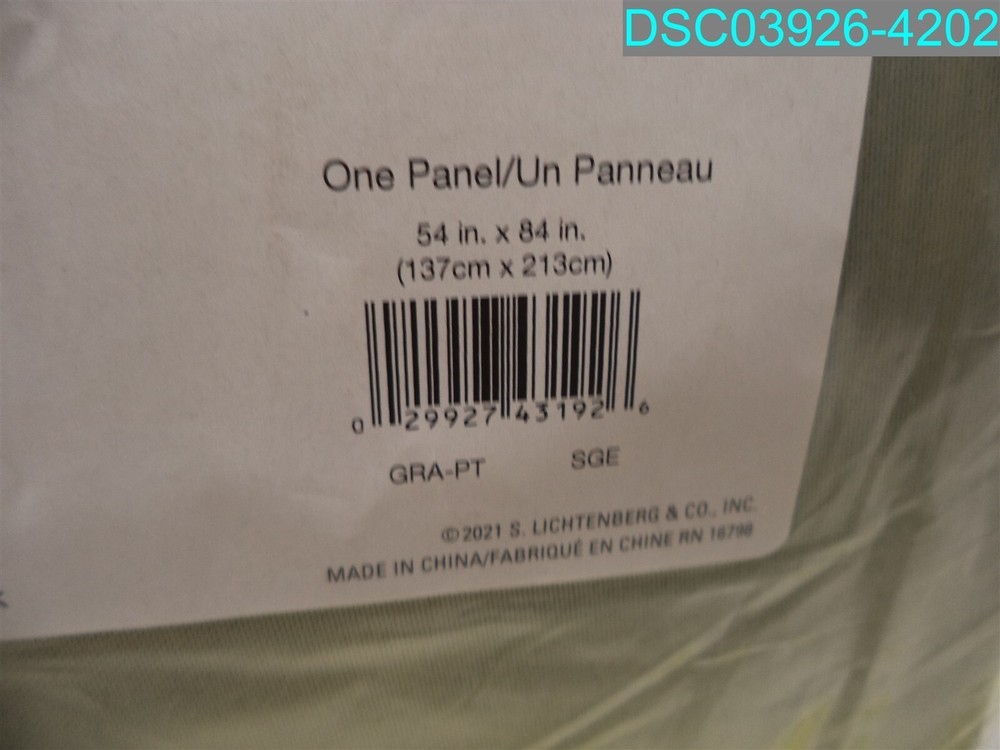 DSC03926-4202
One Panel/Un Panneau
54 in. x 84 in.
(137cm x 213cm)
0 29927 43192 6
GRA-PT SGE
©2021 S. LICHTENBERG & CO., INC.
MADE IN CHINA/FABRIQUÉ EN CHINE RN 16798